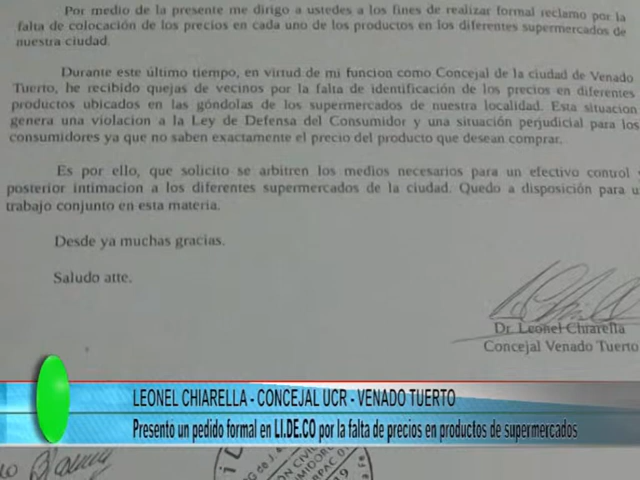 Por medio de la presente me dirigo a ustedes a los fines de realizar formal reclamo por la
falta de colocación de los precios en cada uno de los productos en los diferentes supermercados de
nuestra ciudad.
Durante este último tiempo, en virtud de mi funcion como Concejal de la ciudad de Venado
Tuerto, he recibido quejas de vecinos por la falta de identificación de los precios en diferentes
productos ubicados en las góndolas de los supermercados de nuestra localidad. Esta situacion
genera una violacion a la Ley de Defensa del Consumidor y una situación perjudicial para los
consumidores ya que no saben exactamente el precio del producto que desean comprar.
Es por ello, que solicito se arbitren los medios necesarios para un efectivo control y
posterior intimacion a los diferentes supermercados de la ciudad. Quedo a disposición para u
trabajo conjunto en esta materia.
Desde ya muchas gracias.
Saludo atte.
Dr. Leonel Chiarella
Concejal Venado Tuerto
LEONEL CHIARELLA - CONCEJAL UCR - VENADO TUERTO
Presentó un pedido formal en LI.DE.CO por la falta de precios en productos de supermercados